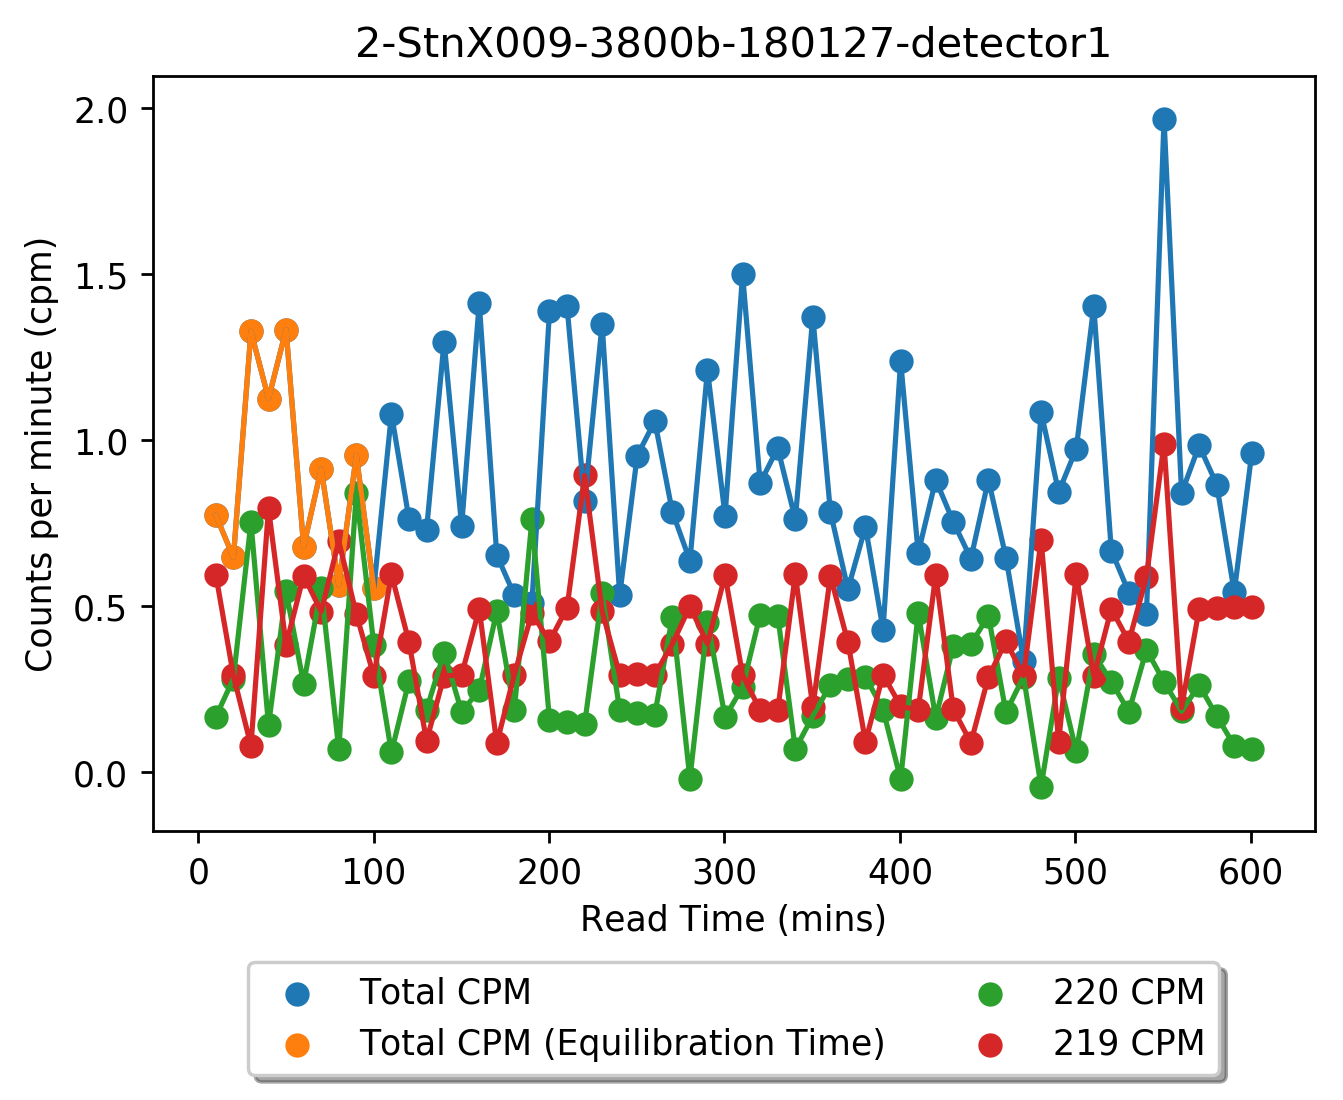 2-StnX009-3800b-180127-detector1
2.0
1.5
1.0
0.5
0.0
Counts per minute (cpm)
0 100 200 300 400 500 600
Read Time (mins)
Total CPM
Total CPM (Equilibration Time)
220 CPM
219 CPM